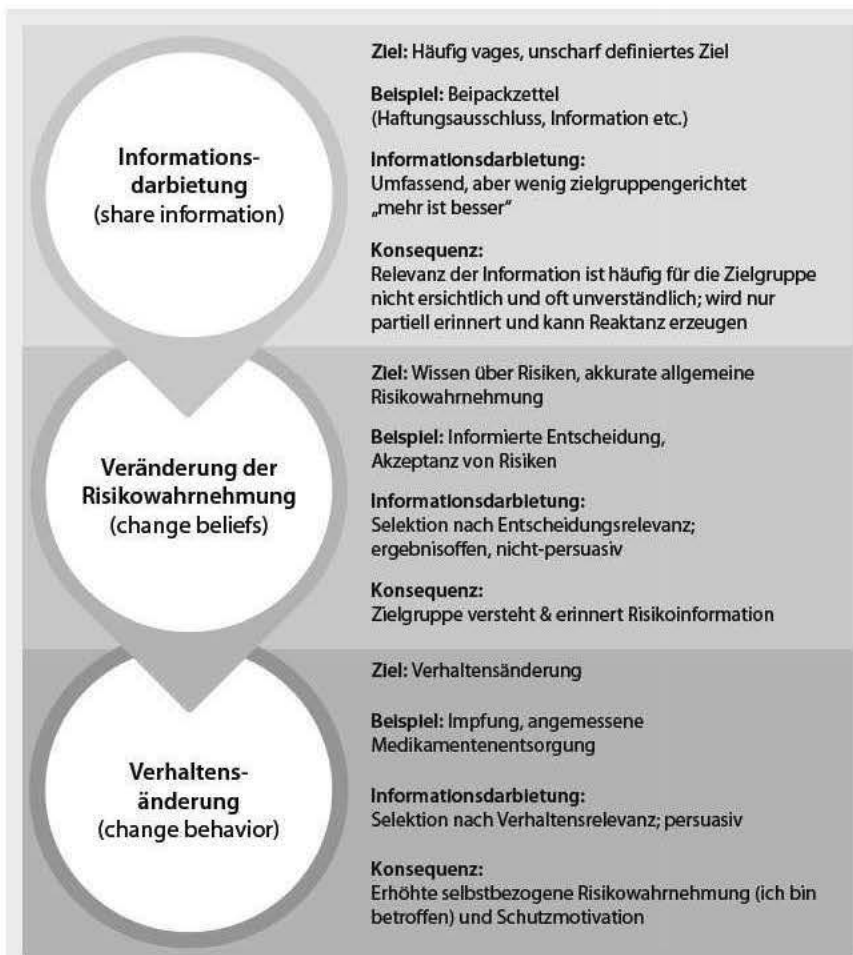 Informations-
darbietung
(share information)
Ziel: Häufig vages, unscharf definiertes Ziel
Beispiel: Beipackzettel
(Haftungsausschluss, Information etc.)
Informationsdarbietung:
Umfassend, aber wenig zielgruppengerichtet
„mehr ist besser“
Konsequenz:
Relevanz der Information ist häufig für die Zielgruppe
nicht ersichtlich und oft unverständlich; wird nur
partiell erinnert und kann Reaktanz erzeugen
Veränderung der
Risikowahrnehmung
(change beliefs)
Ziel: Wissen über Risiken, akkurate allgemeine
Risikowahrnehmung
Beispiel: Informierte Entscheidung,
Akzeptanz von Risiken
Informationsdarbietung:
Selektion nach Entscheidungsrelevanz;
ergebnisoffen, nicht-persuasiv
Konsequenz:
Zielgruppe versteht & erinnert Risikoinformation
Verhaltens-
änderung
(change behavior)
Ziel: Verhaltensänderung
Beispiel: Impfung, angemessene
Medikamentenentsorgung
Informationsdarbietung:
Selektion nach Verhaltensrelevanz; persuasiv
Konsequenz:
Erhöhte selbstbezogene Risikowahrnehmung (ich bin
betroffen) und Schutzmotivation